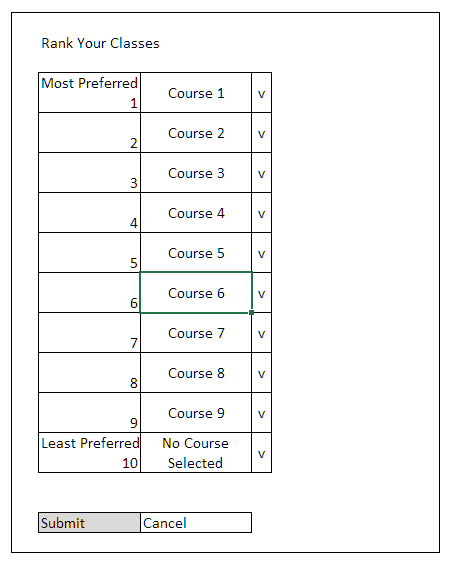 Rank Your Classes
Most Preferred
1 Course 1 v
2 Course 2 v
3 Course 3 v
4 Course 4 v
5 Course 5 v
6 Course 6 v
7 Course 7 v
8 Course 8 v
9 Course 9 v
Least Preferred No Course
10 Selected v
Submit Cancel